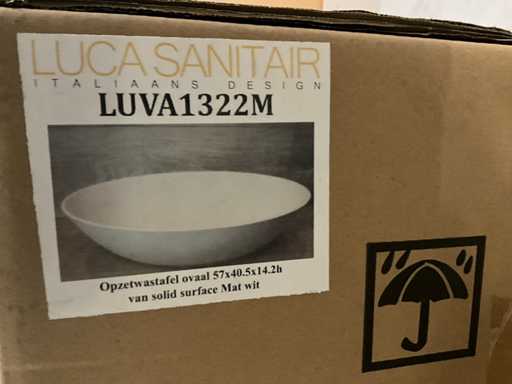 LUCA SANITAIR
ITALIAANS DESIGN
LUVA1322M
Opzetwastafel ovaal 57x40.5x14.2h
van solid surface Mat wit